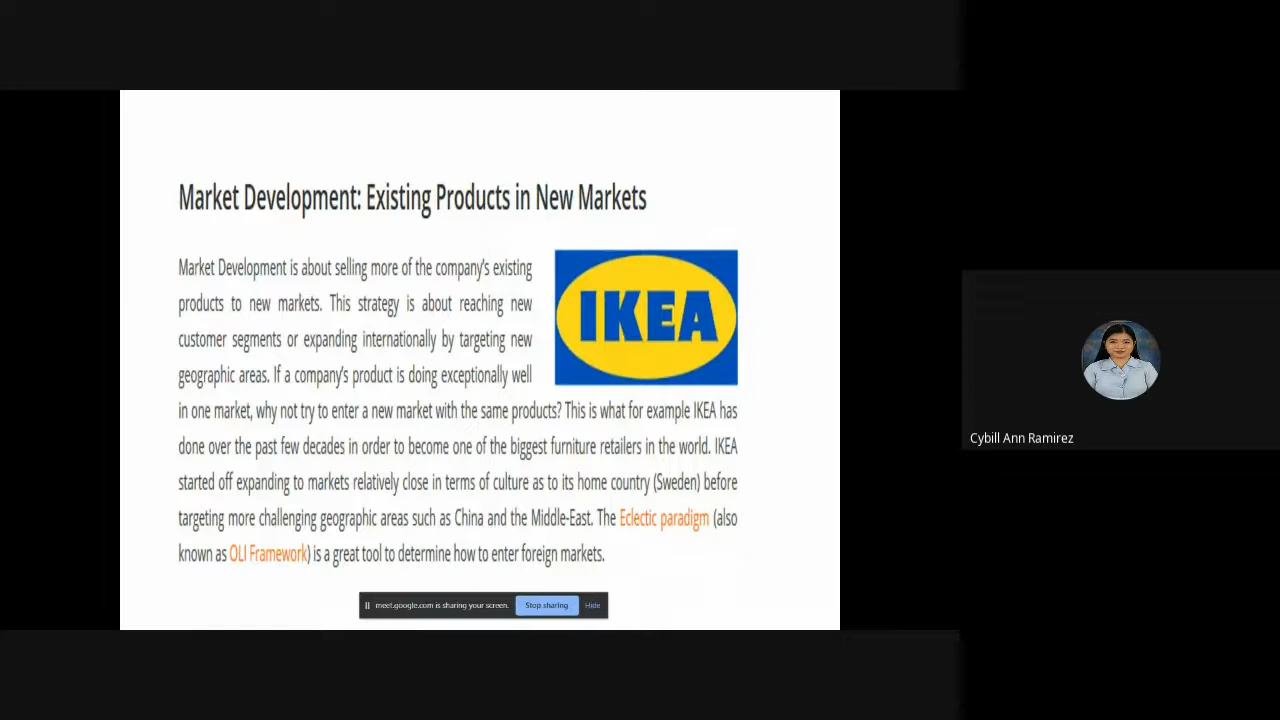 Market Development: Existing Products in New Markets
Market Development is about selling more of the company's existing
products to new markets. This strategy is about reaching new
customer segments or expanding internationally by targeting new
geographic areas. If a company's product is doing exceptionally well
in one market, why not try to enter a new market with the same products? This is what for example IKEA has
done over the past few decades in order to become one of the biggest furniture retailers in the world. IKEA
started off expanding to markets relatively close in terms of culture as to its home country (Sweden) before
targeting more challenging geographic areas such as China and the Middle-East. The Eclectic paradigm (also
known as OLI Framework) is a great tool to determine how to enter foreign markets.
IKEA
meet.google.com is sharing your screen. Stop sharing Hide
Cybill Ann Ramirez